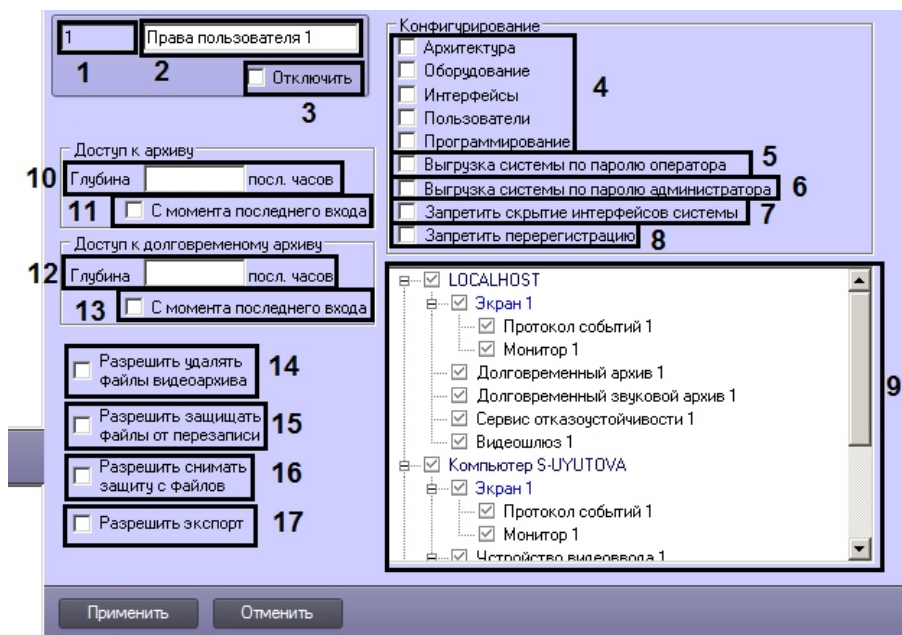 1 Права пользователя 1
1 2
Отключить
3
Доступ к архиву
10 Глубина посл. часов
11 С момента последнего входа
Доступ к долговременому архиву
12 Глубина посл. часов
13 С момента последнего входа
Разрешить удалять
файлы видеоархива
14
Разрешить защищать
файлы от перезаписи
15
Разрешить снимать
защиту с файлов
16
Разрешить экспорт 17
Конфигурирование
Архитектура
Оборудование
Интерфейсы
Пользователи
Программирование
4
Выгрузка системы по паролю оператора 5
Выгрузка системы по паролю администратора 6
Запретить скрытие интерфейсов системы 7
Запретить перерегистрацию 8
LOCALHOST
Экран 1
Протокол событий 1
Монитор 1
Долговременный архив 1
Долговременный звуковой архив 1
Сервис отказоустойчивости 1
Видеошлюз 1
Компьютер S-UYUTOVA
Экран 1
Протокол событий 1
Монитор 1
Устройство видеоввода 1
9
Применить Отменить